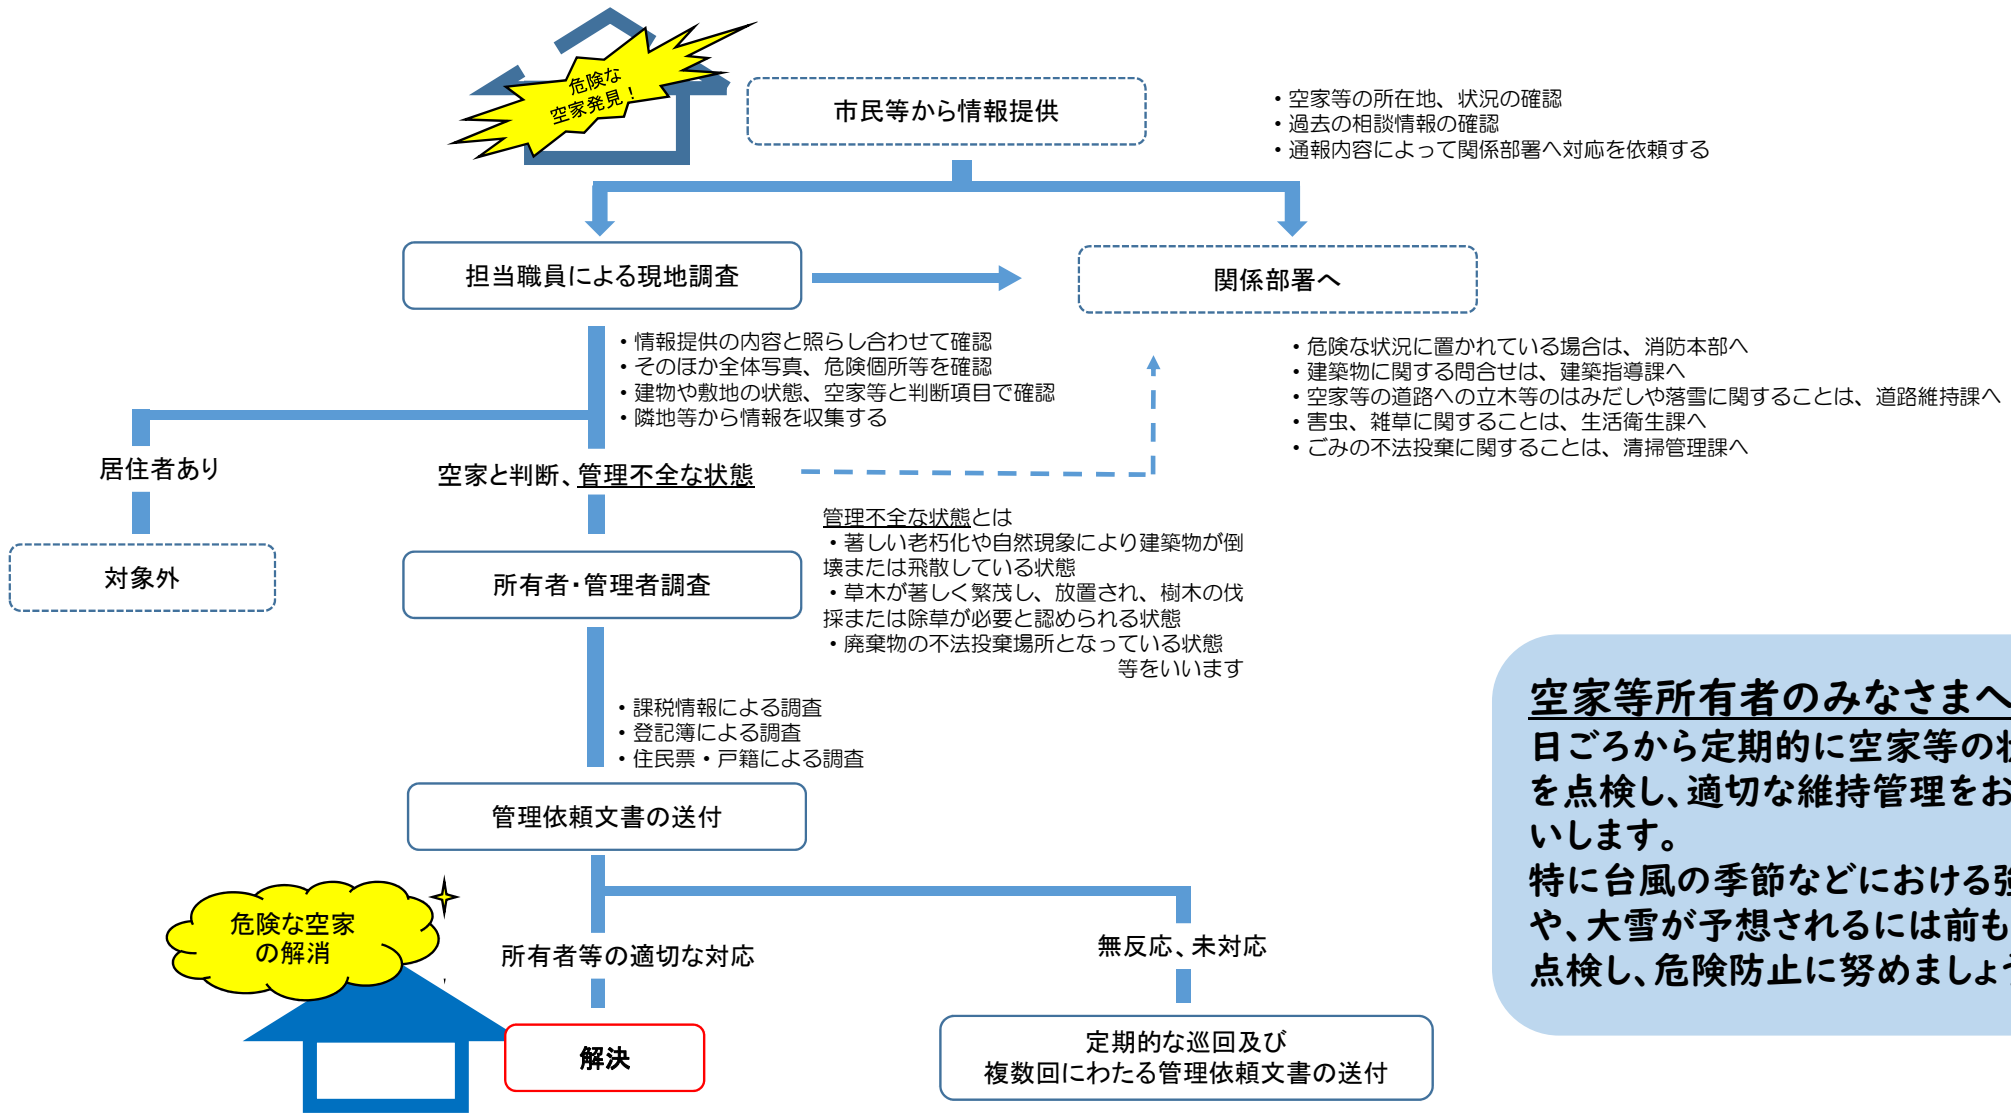 危険な
空家発見！
市民等から情報提供
・空家等の所在地、状況の確認
・過去の相談情報の確認
・通報内容によって関係部署へ対応を依頼する
担当職員による現地調査
関係部署へ
・情報提供の内容と照らし合わせて確認
・そのほか全体写真、危険個所等を確認
・建物や敷地の状態、空家等と判断項目で確認
・隣地等から情報を収集する
・危険な状況に置かれている場合は、消防本部へ
・建築物に関する問合せは、建築指導課へ
・空家等の道路への立木等のはみだしや落雪に関することは、道路維持課へ
・害虫、雑草に関することは、生活衛生課へ
・ごみの不法投棄に関することは、清掃管理課へ
居住者あり
空家と判断、管理不全な状態
対象外
所有者・管理者調査
管理不全な状態とは
・著しい老朽化や自然現象により建築物が倒
壊または飛散している状態
・草木が著しく繁茂し、放置され、樹木の伐
採または除草が必要と認められる状態
・廃棄物の不法投棄場所となっている状態
等をいいます
・課税情報による調査
・登記簿による調査
・住民票・戸籍による調査
管理依頼文書の送付
空家等所有者のみなさまへ
日ごろから定期的に空家等の
を点検し、適切な維持管理をお
いします。
特に台風の季節などにおける
や、大雪が予想されるには前も
点検し、危険防止に努めましょ
危険な空家
の解消
所有者等の適切な対応
無反応、未対応
解決
定期的な巡回及び
複数回にわたる管理依頼文書の送付